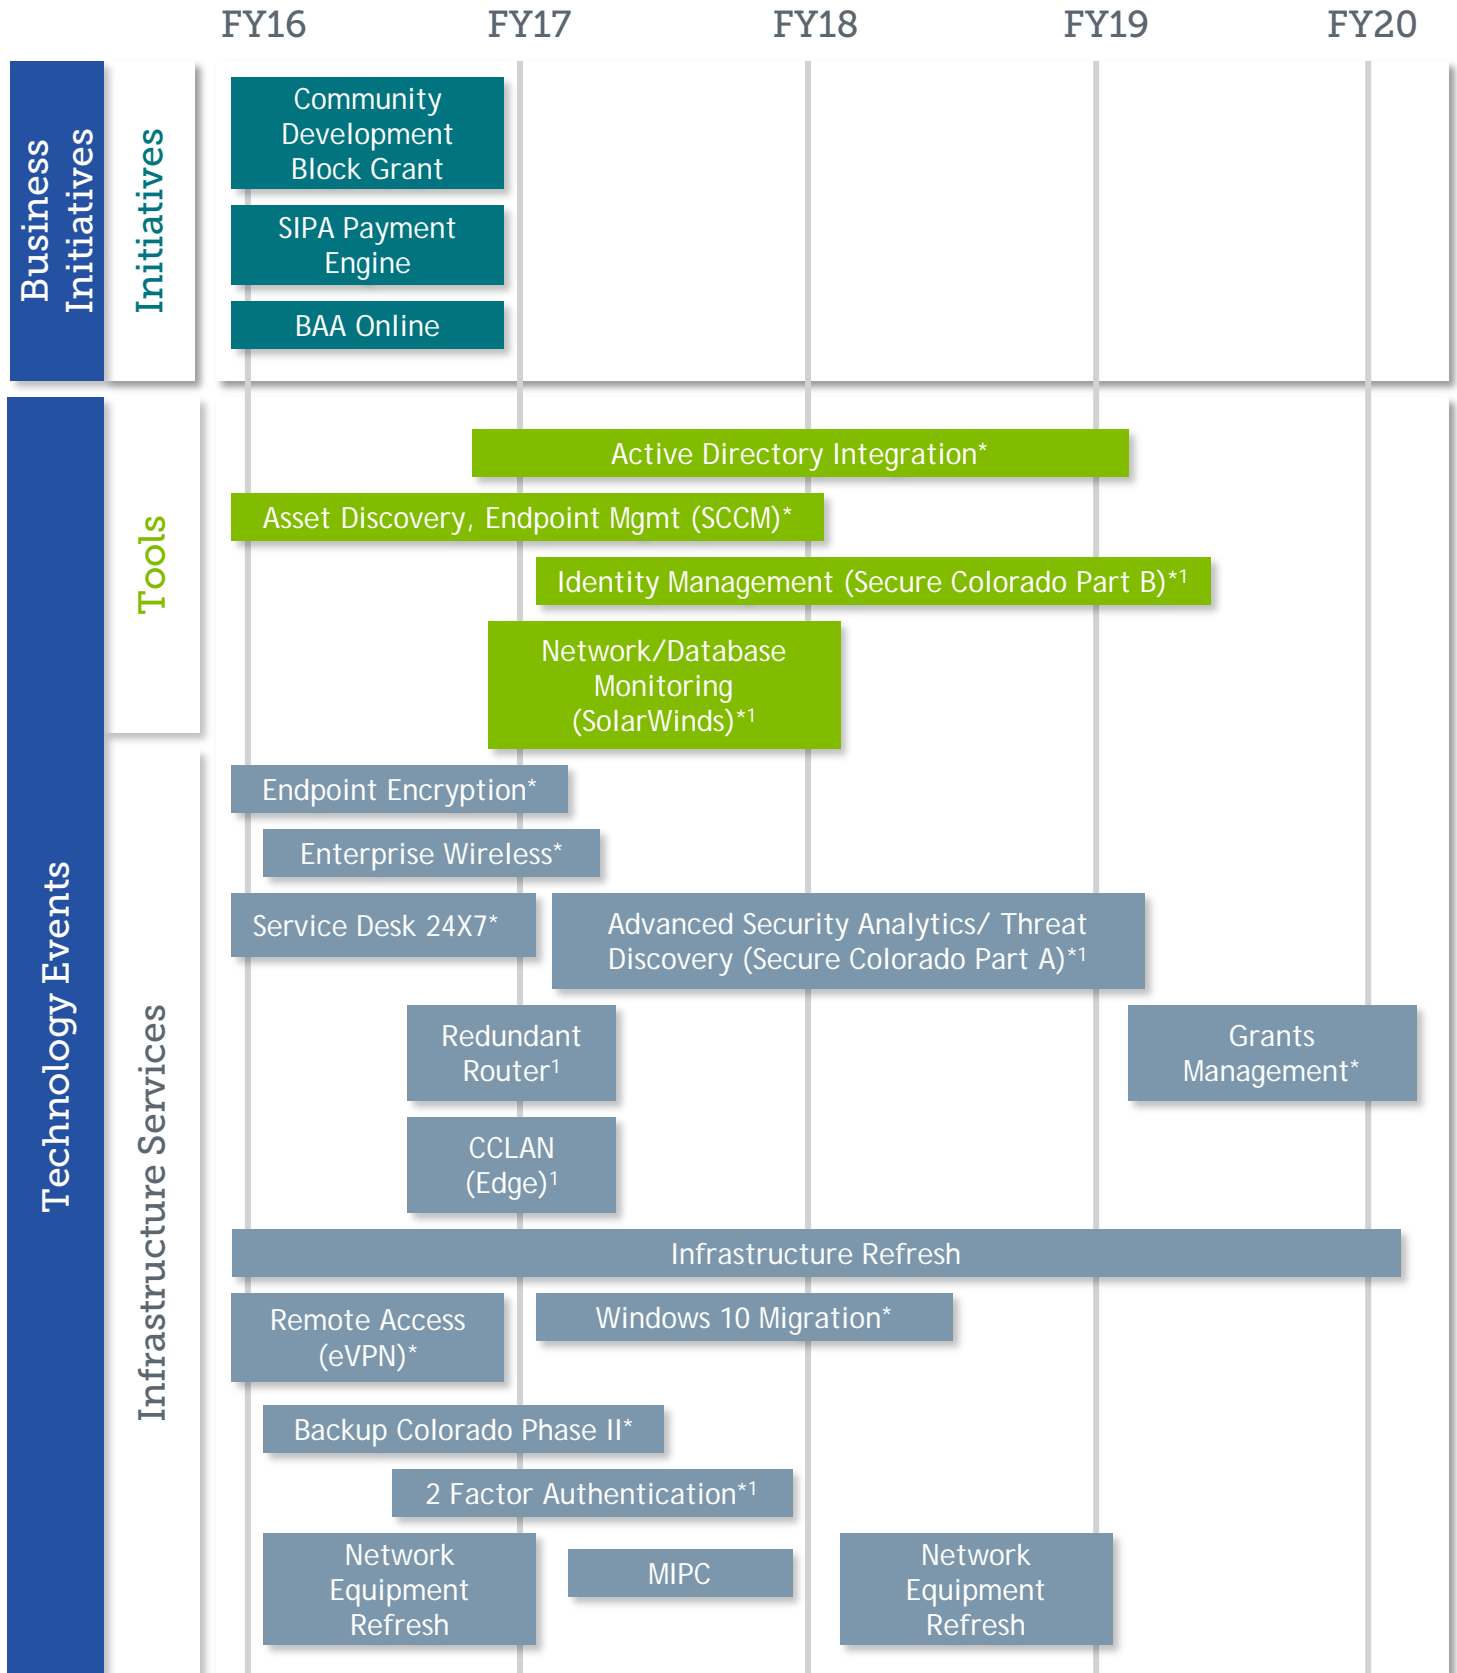 FY16 FY17 FY18 FY19 FY20
Business
Initiatives
Initiatives
Community
Development
Block Grant
SIPA Payment
Engine
BAA Online
Technology Events
Tools
Active Directory Integration*
Asset Discovery, Endpoint Mgmt (SCCM)*
Identity Management (Secure Colorado Part B)*1
Network/Database
Monitoring
(SolarWinds)*1
Infrastructure Services
Endpoint Encryption*
Enterprise Wireless*
Service Desk 24X7*
Advanced Security Analytics/ Threat
Discovery (Secure Colorado Part A)*1
Redundant
Router1
Grants
Management*
CCLAN
(Edge)1
Infrastructure Refresh
Remote Access
(eVPN)*
Windows 10 Migration*
Backup Colorado Phase II*
2 Factor Authentication*1
Network
Equipment
Refresh
MIPC
Network
Equipment
Refresh